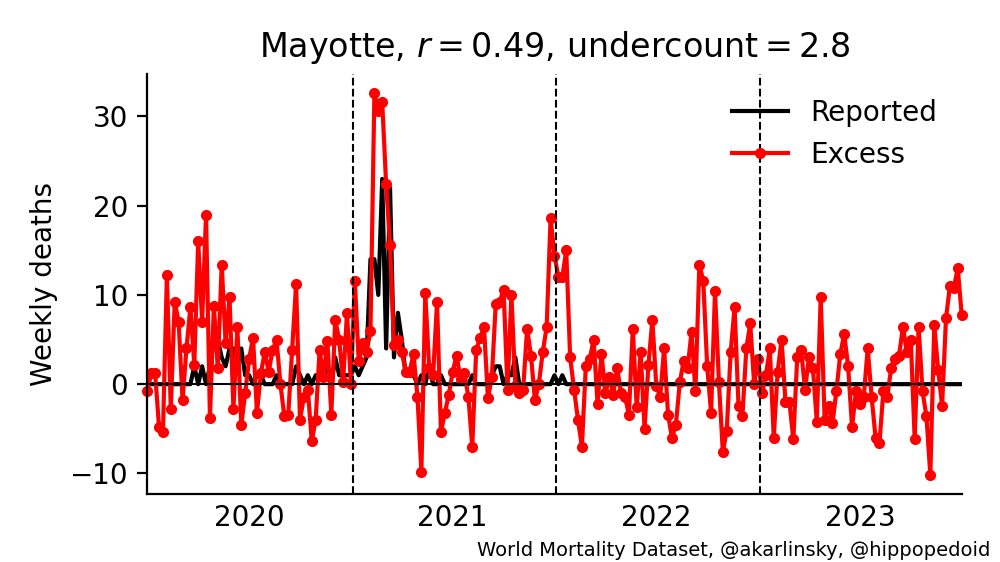 Mayotte, r = 0.49, undercount = 2.8
Weekly deaths
30
20
10
0
−10
Reported
Excess
2020 2021 2022 2023
World Mortality Dataset, @akarlinsky, @hippopedoid